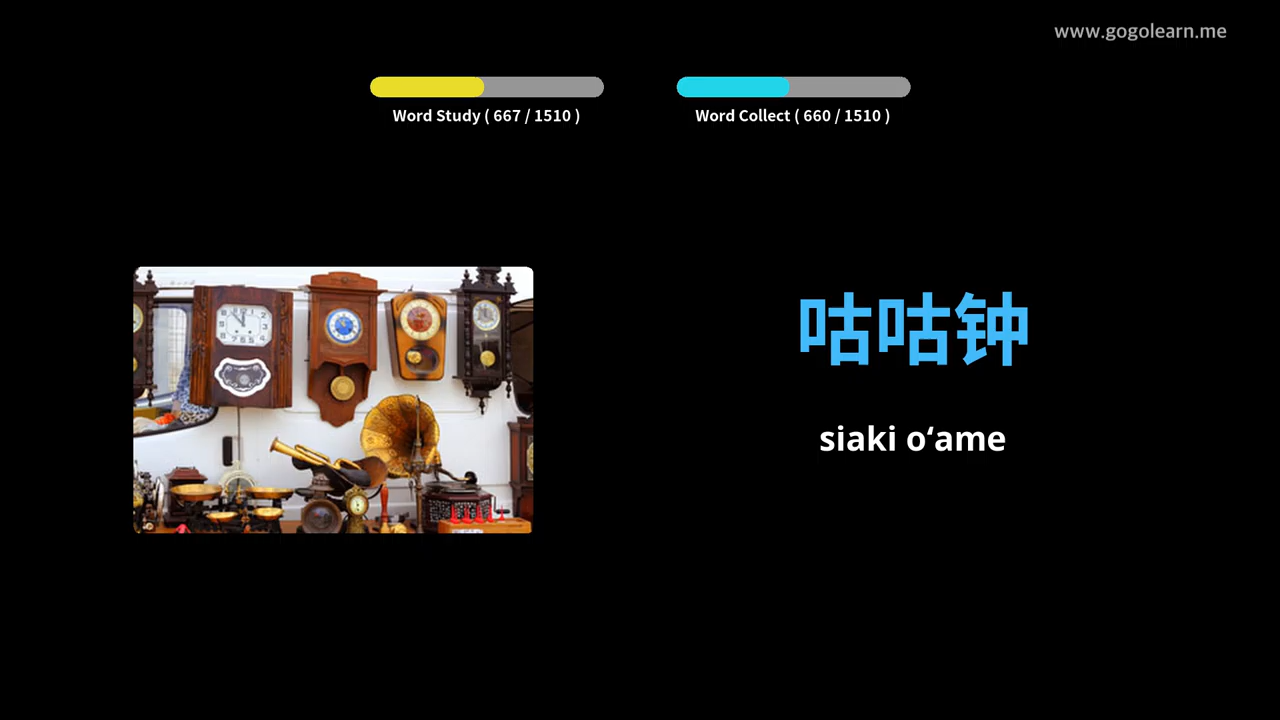 www.gogolearn.me
Word Study ( 667 / 1510 )
Word Collect ( 660 / 1510 )
咕咕钟
siaki oʻame